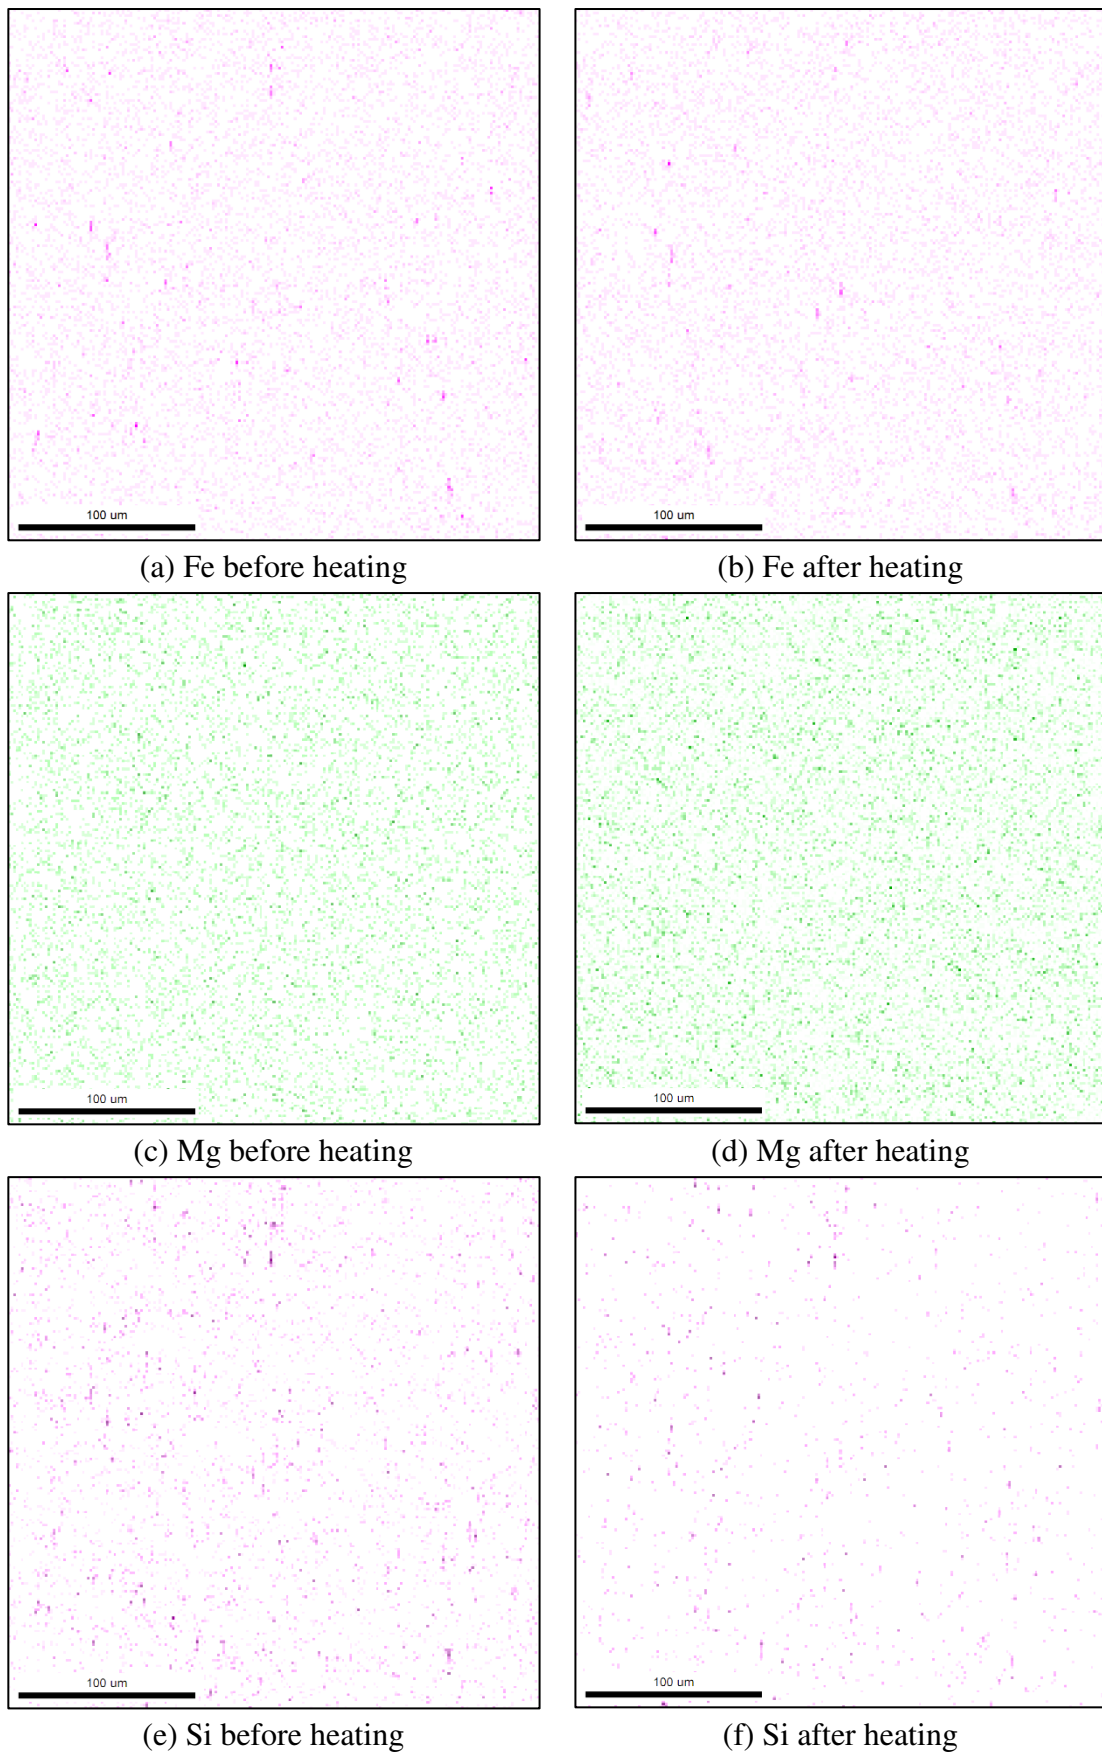 100 um
100 um
(a) Fe before heating
(b) Fe after heating
100 um
100 um
(c) Mg before heating
(d) Mg after heating
100 um
100 um
(e) Si before heating
(f) Si after heating